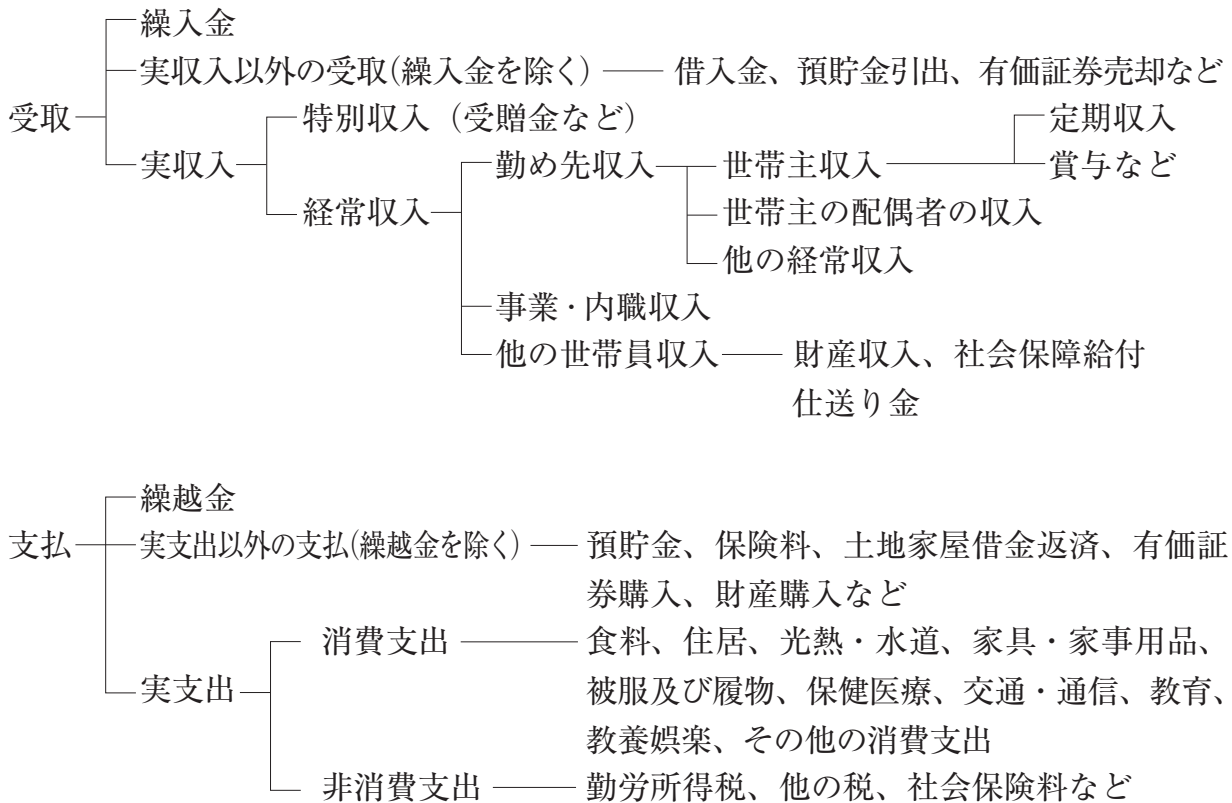 繰入金
実収入以外の受取(繰入金を除く) 借入金、預貯金引出、有価証券売却など
受取
特別収入（受贈金など） 定期収入
実収入 勤め先収入 世帯主収入 賞与など
経常収入 世帯主の配偶者の収入
他の経常収入
事業・内職収入
他の世帯員収入 財産収入、社会保障給付
仕送り金
繰越金
支払 実支出以外の支払(繰越金を除く) 預貯金、保険料、土地家屋借金返済、有価証
券購入、財産購入など
消費支出 食料、住居、光熱・水道、家具・家事用品、
実支出 被服及び履物、保健医療、交通・通信、教育、
教養娯楽、その他の消費支出
非消費支出 勤労所得税、他の税、社会保険料など